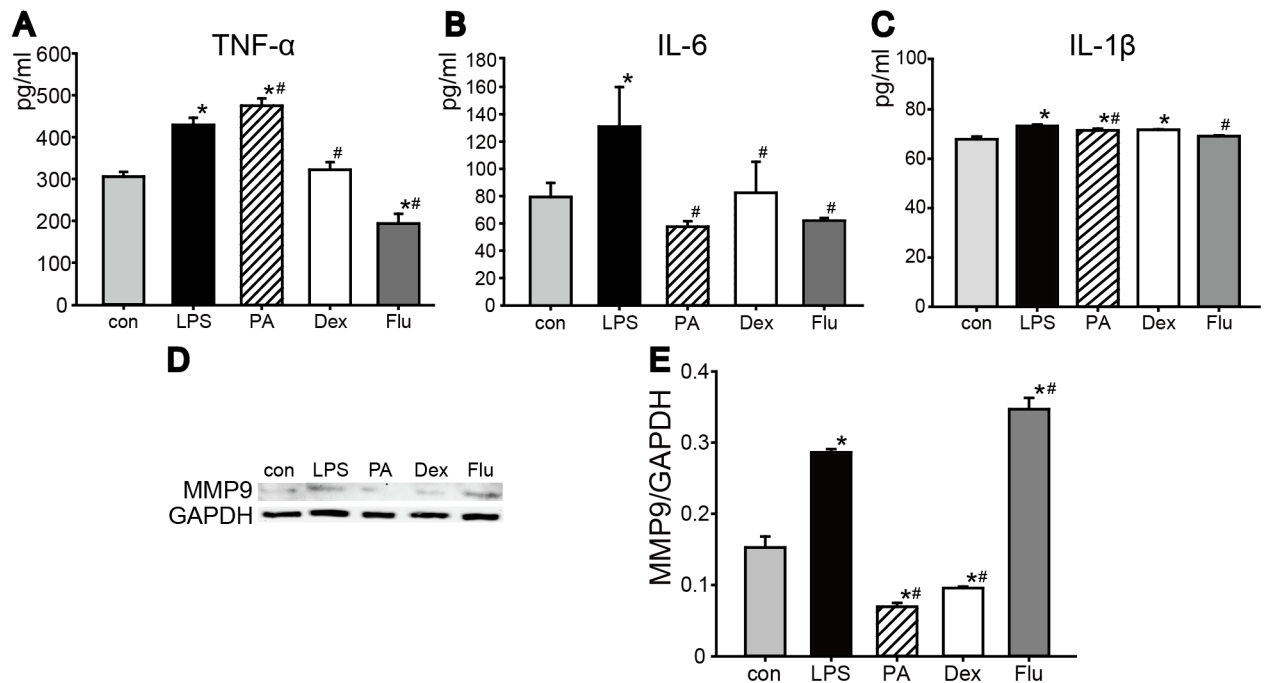 A
TNF-α
pg/ml
600
500
400
300
200
100
0
*
*#
#
*#
con LPS PA Dex Flu
B
IL-6
pg/ml
180
160
140
120
100
80
60
40
20
0
*
#
#
#
con LPS PA Dex Flu
C
IL-1β
pg/ml
100
80
60
40
20
0
*
*#
*
#
con LPS PA Dex Flu
D
con LPS PA Dex Flu
MMP9
GAPDH
E
MMP9/GAPDH
0.4
0.3
0.2
0.1
0
*
*#
*#
*#
con LPS PA Dex Flu